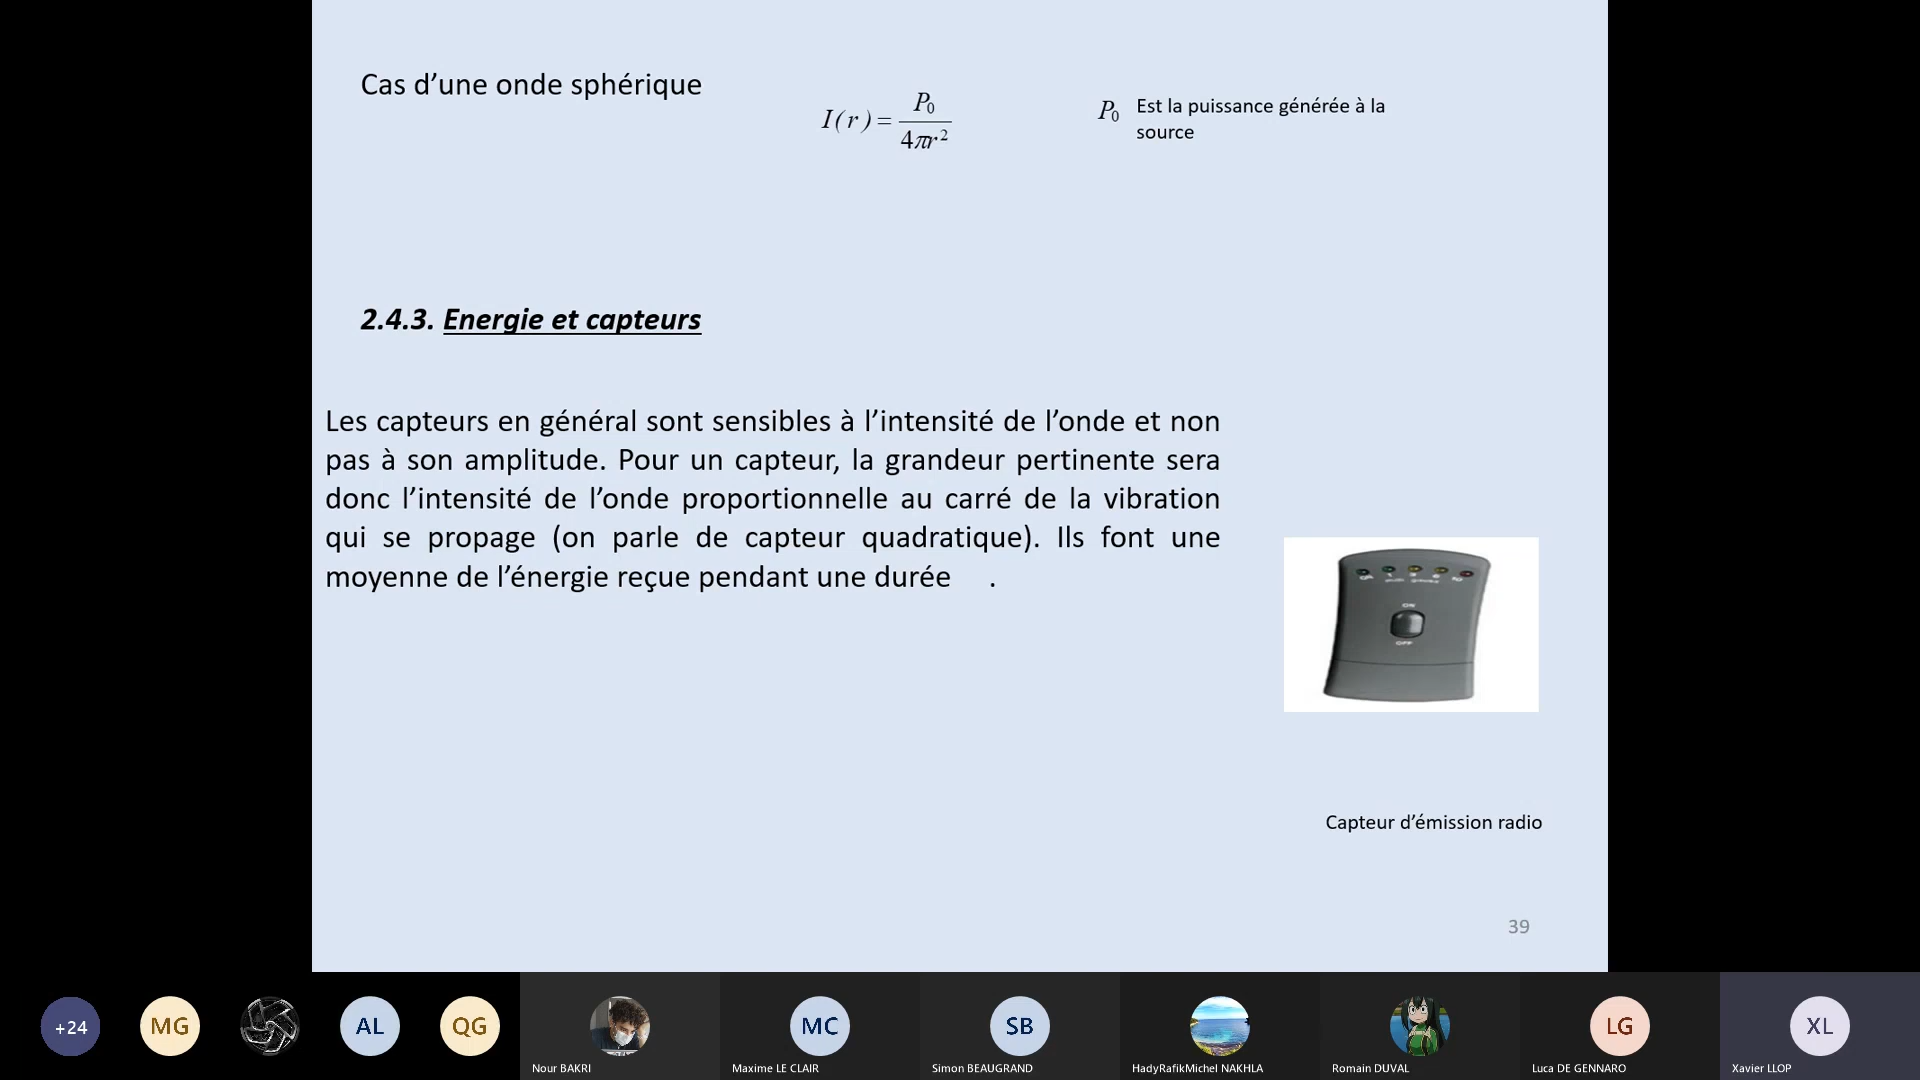 Cas d’une onde sphérique
I(r) = P₀ / 4πr²
P₀ Est la puissance générée à la
source
2.4.3. Energie et capteurs
Les capteurs en général sont sensibles à l’intensité de l’onde et non
pas à son amplitude. Pour un capteur, la grandeur pertinente sera
donc l’intensité de l’onde proportionnelle au carré de la vibration
qui se propage (on parle de capteur quadratique). Ils font une
moyenne de l’énergie reçue pendant une durée .
ON
OFF
Capteur d’émission radio
39
+24
MG
AL
QG
MC
SB
LG
XL
Nour BAKRI
Maxime LE CLAIR
Simon BEAUGRAND
HadyRafikMichel NAKHLA
Romain DUVAL
Luca DE GENNARO
Xavier LLOP